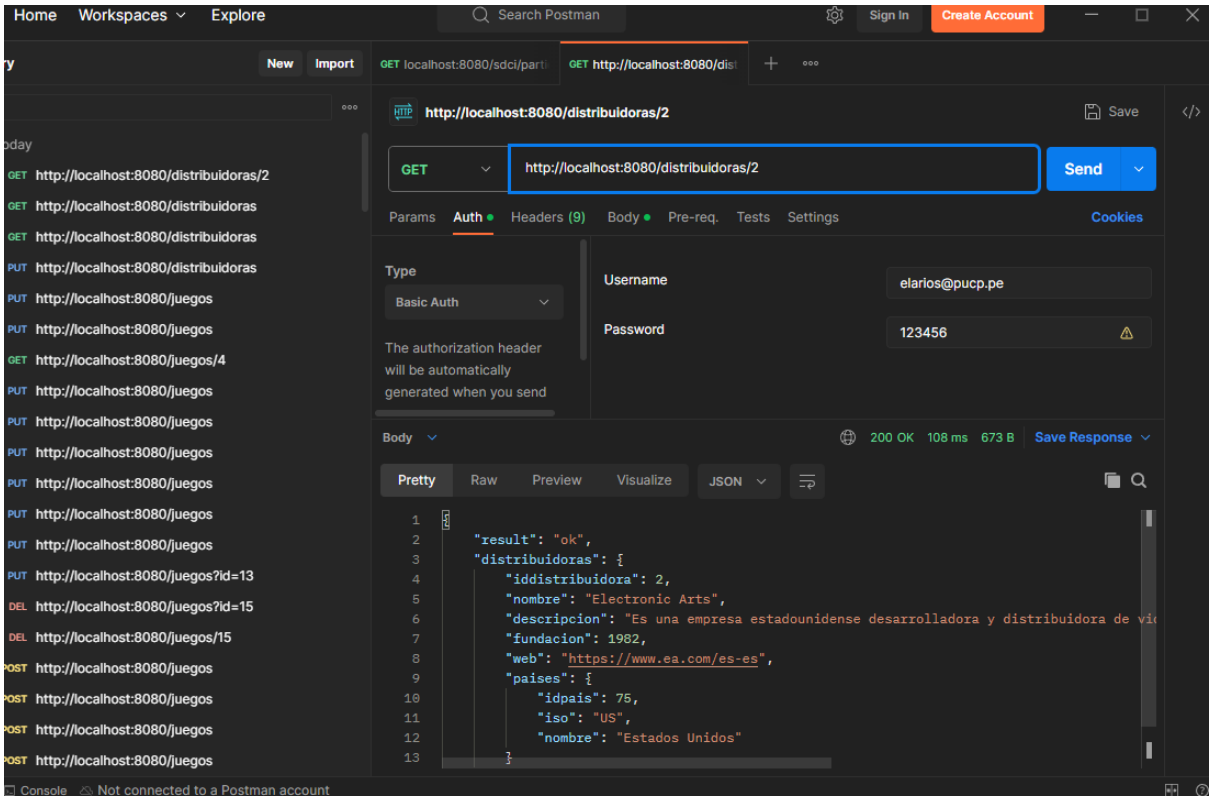 Home Workspaces Explore Search Postman Sign In Create Account
ry New Import GET localhost:8080/sdci/parti GET http://localhost:8080/dist
HTTP http://localhost:8080/distribuidoras/2 Save
oday
GET http://localhost:8080/distribuidoras/2
GET http://localhost:8080/distribuidoras
GET http://localhost:8080/distribuidoras
PUT http://localhost:8080/distribuidoras
PUT http://localhost:8080/juegos
PUT http://localhost:8080/juegos
GET http://localhost:8080/juegos/4
PUT http://localhost:8080/juegos
PUT http://localhost:8080/juegos
PUT http://localhost:8080/juegos
PUT http://localhost:8080/juegos
PUT http://localhost:8080/juegos
PUT http://localhost:8080/juegos
PUT http://localhost:8080/juegos?id=13
DEL http://localhost:8080/juegos?id=15
DEL http://localhost:8080/juegos/15
POST http://localhost:8080/juegos
POST http://localhost:8080/juegos
POST http://localhost:8080/juegos
POST http://localhost:8080/juegos
GET http://localhost:8080/distribuidoras/2 Send
Params Auth Headers (9) Body Pre-req. Tests Settings Cookies
Type
Basic Auth
The authorization header
will be automatically
generated when you send
Username elarios@pucp.pe
Password 123456
Body 200 OK 108 ms 673 B Save Response
Pretty Raw Preview Visualize JSON
1 {
2 "result": "ok",
3 "distribuidoras": {
4 "iddistribuidora": 2,
5 "nombre": "Electronic Arts",
6 "descripcion": "Es una empresa estadounidense desarrolladora y distribuidora de vi
7 "fundacion": 1982,
8 "web": "https://www.ea.com/es-es",
9 "paises": {
10 "idpais": 75,
11 "iso": "US",
12 "nombre": "Estados Unidos"
13 }
Console Not connected to a Postman account